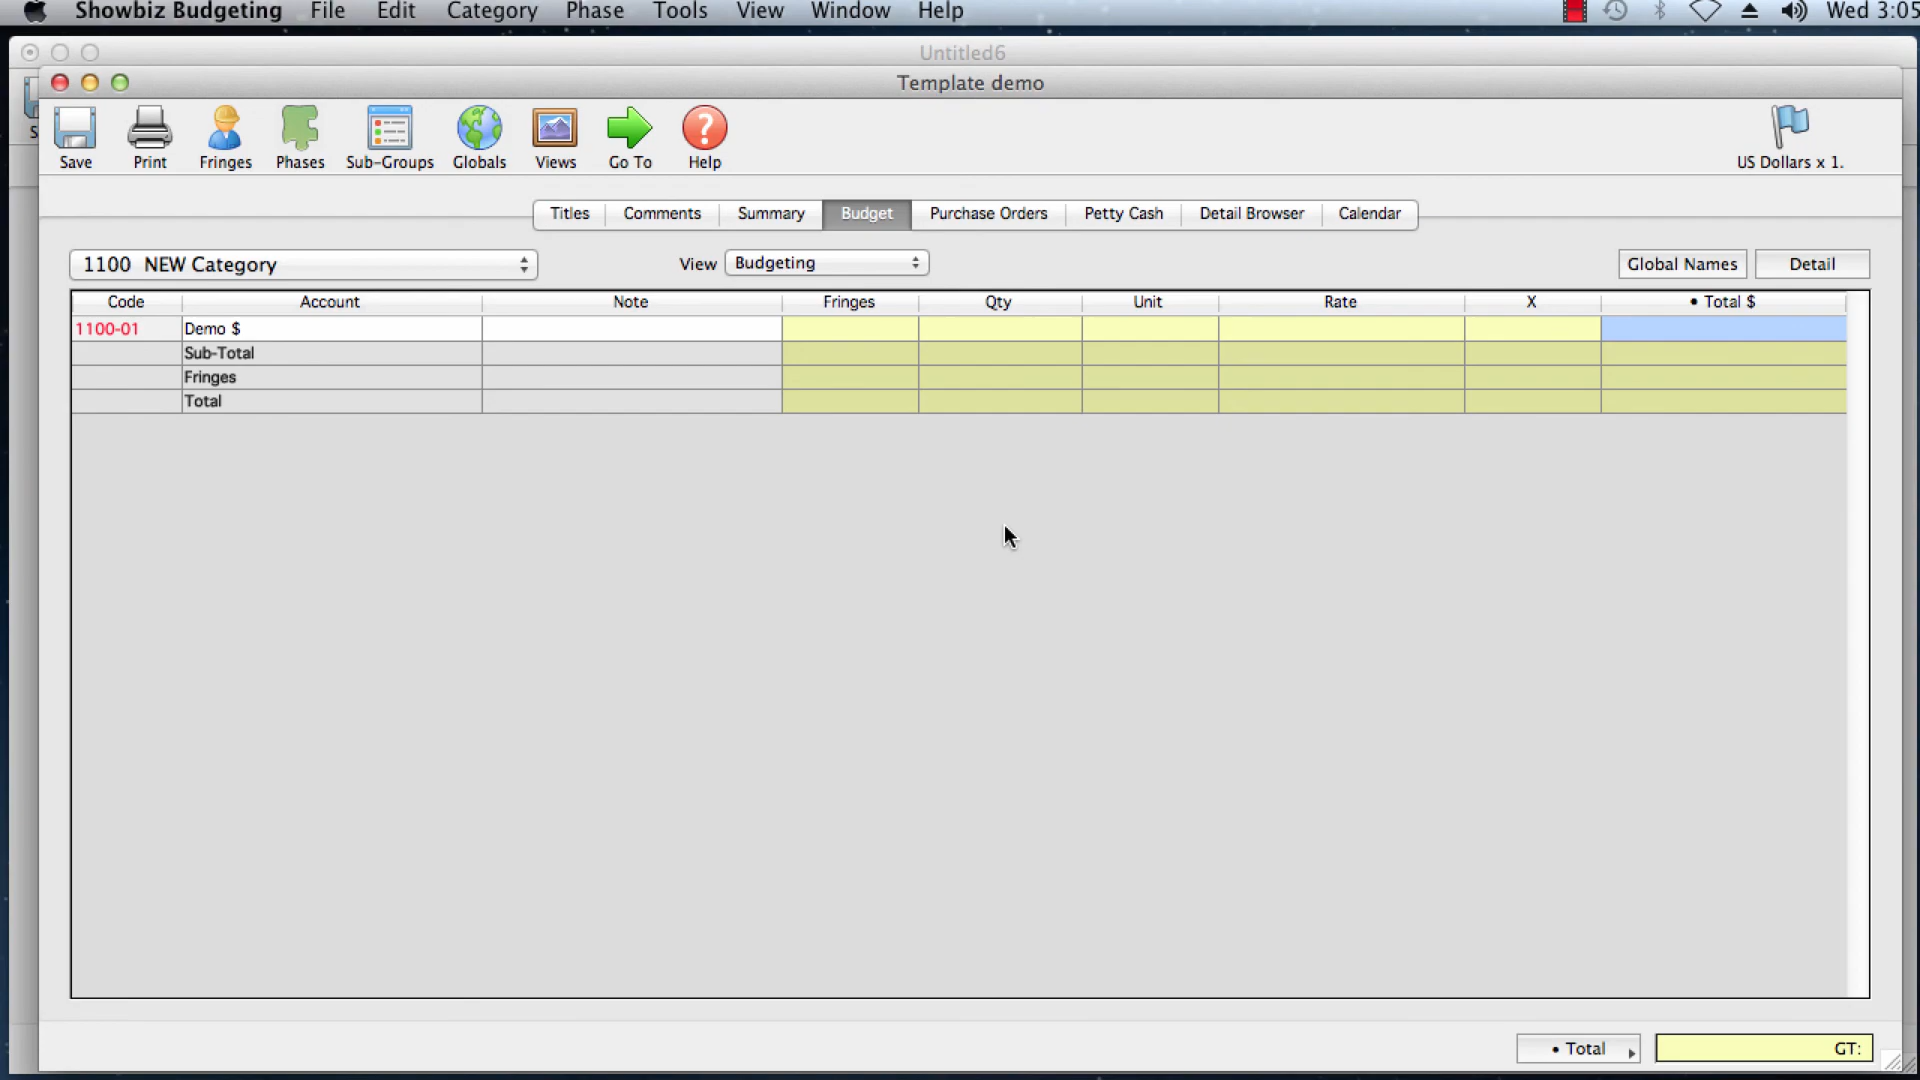 Showbiz Budgeting File Edit Category Phase Tools View Window Help Wed 3:05
Untitled6
Template demo
Save Print Fringes Phases Sub-Groups Globals Views Go To Help US Dollars x 1.
Titles Comments Summary Budget Purchase Orders Petty Cash Detail Browser Calendar
1100 NEW Category View Budgeting Global Names Detail
Code Account Note Fringes Qty Unit Rate X • Total $
1100-01 Demo $
Sub-Total
Fringes
Total
• Total GT: